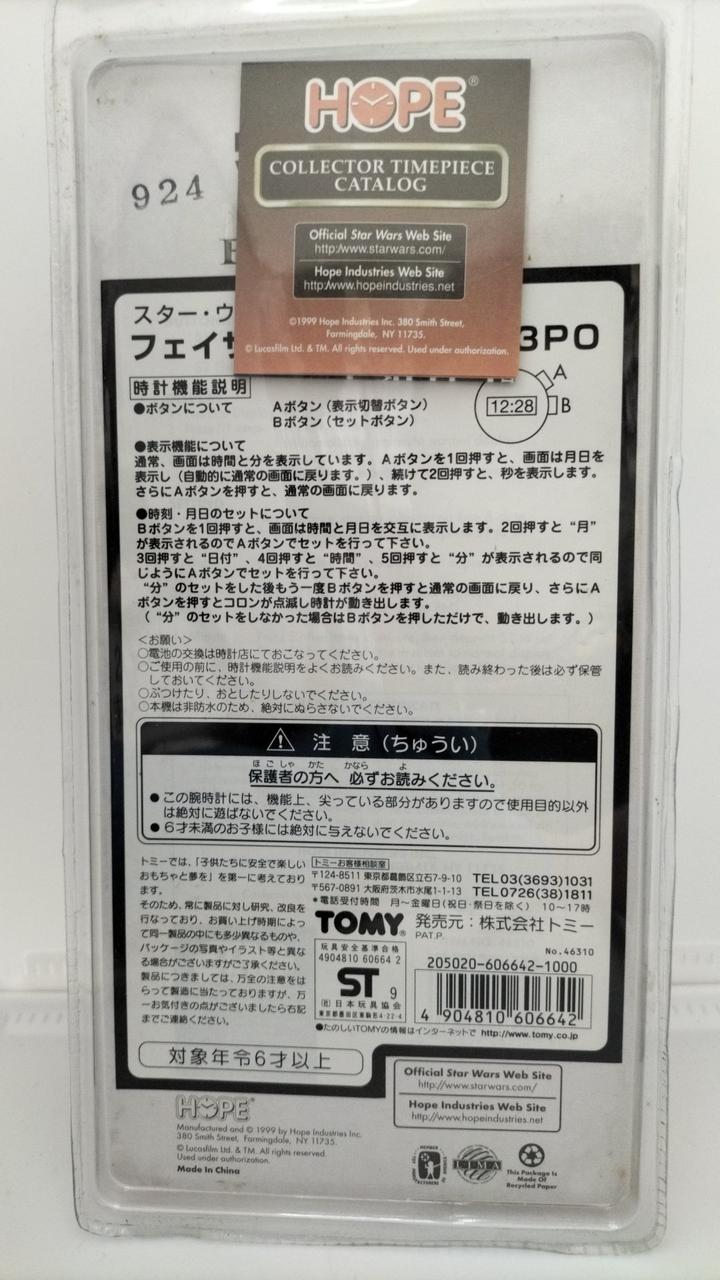 HOPE®
COLLECTOR TIMEPIECE
CATALOG
Official Star Wars Web Site
http:/www.starwars.com/
Hope Industries Web Site
http:/www.hopeindustries.net
©1999 Hope Industries Inc. 380 Smith Street,
Farmingdale, NY 11735.
© Lucasfilm Ltd. & TM. All rights reserved. Used under authorization.
924
スター・ウ
フェイ
3PO
時計機能説明
●ボタンについて Aボタン(表示切替ボタン)
Bボタン(セットボタン)
12:28
A
B
●表示機能について
通常、画面は時間と分を表示しています。Aボタンを1回押すと、画面は月日を
表示し(自動的に通常の画面に戻ります。)、続けて2回押すと、秒を表示します。
さらにAボタンを押すと、通常の画面に戻ります。
●時刻・月日のセットについて
Bボタンを1回押すと、画面は時間と月日を交互に表示します。2回押すと“月”
が表示されるのでAボタンでセットを行って下さい。
3回押すと“日付”、4回押すと“時間”、5回押すと“分”が表示されるので同
じようにAボタンでセットを行って下さい。
“分”のセットをした後もう一度Bボタンを押すと通常の画面に戻り、さらにA
ボタンを押すとコロンが点滅し時計が動き出します。
(“分”のセットをしなかった場合はBボタンを押しただけで、動き出します。)
<お願い>
○電池の交換は時計店にておこなってください。
○ご使用の前に、時計機能説明をよくお読みください。また、読み終わった後は必ず保管
しておいてください。
○ぶつけたり、おとしたりしないでください。
○本機は非防水のため、絶対にぬらさないでください。
注 意(ちゅうい)
保護者の方へ 必ずお読みください。
ほごしゃ かた かなら よ
●この腕時計には、機能上、尖っている部分がありますので使用目的以外
は絶対に遊ばないでください。
●6才未満のお子様には絶対に与えないでください。
トミーでは、「子供たちに安全で楽しい
おもちゃと夢を」を第一に考えており
ます。
そのため、常に製品に対し研究、改良を
行なっており、お買い上げ時期によっ
て同一製品の中にも多少異なるものや、
パッケージの写真やイラスト等と異な
る場合がございますがご了承ください。
製品につきましては、万全の注意をは
らって製造に当たっておりますが、万
一お気付きの点がございましたら右記
までご連絡ください。
トミーお客様相談室
〒124-8511 東京都葛飾区立石7-9-10 TEL03(3693)1031
〒567-0891 大阪府茨木市水尾1-1-13 TEL0726(38)1811
*電話受付時間 月〜金曜日(祝日・祭日を除く) 10〜17時
TOMY® 発売元:株式会社トミー
PAT.P.
No.46310
玩具安全基準合格
4904810 60664 2
ST 9
(社)日本玩具協会
東京都墨田区東駒形4-22-4
205020-606642-1000
4 904810 606642
●たのしいTOMYの情報はインターネットで http://www.tomy.co.jp
対象年令6才以上
HOPE®
Manufactured and © 1999 by Hope Industries Inc.
380 Smith Street, Farmingdale, NY 11735.
© Lucasfilm Ltd. & TM. All rights reserved.
Used under authorization.
Made in China
Official Star Wars Web Site
http://www.starwars.com/
Hope Industries Web Site
http://www.hopeindustries.net
MEMBER
LIMA
This Package Is
Made Of
Recycled Paper